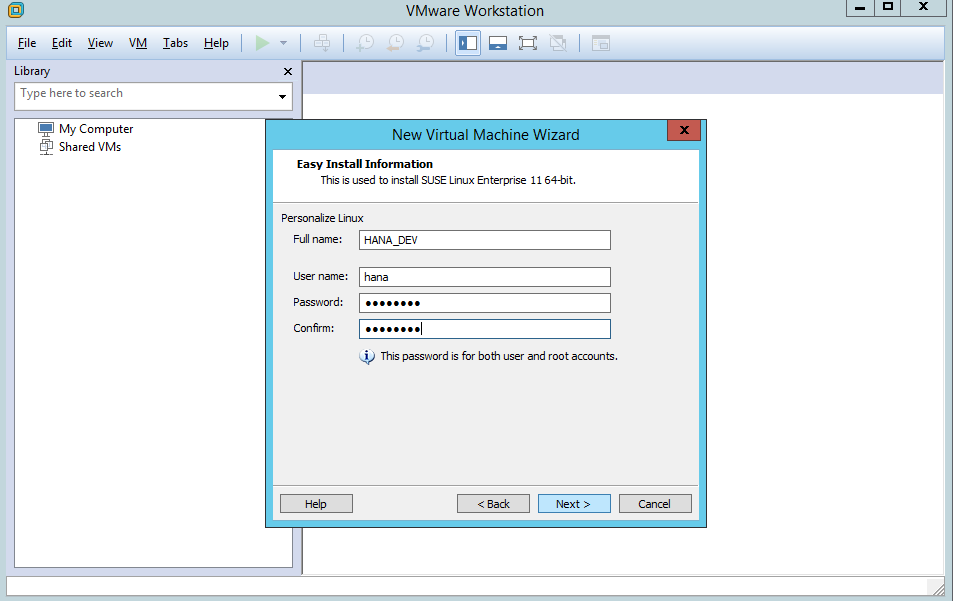 VMware Workstation
File Edit View VM Tabs Help
Library
Type here to search
My Computer
Shared VMs
New Virtual Machine Wizard
Easy Install Information
This is used to install SUSE Linux Enterprise 11 64-bit.
Personalize Linux
Full name: HANA_DEV
User name: hana
Password: ●●●●●●●●
Confirm: ●●●●●●●●
This password is for both user and root accounts.
Help < Back Next > Cancel